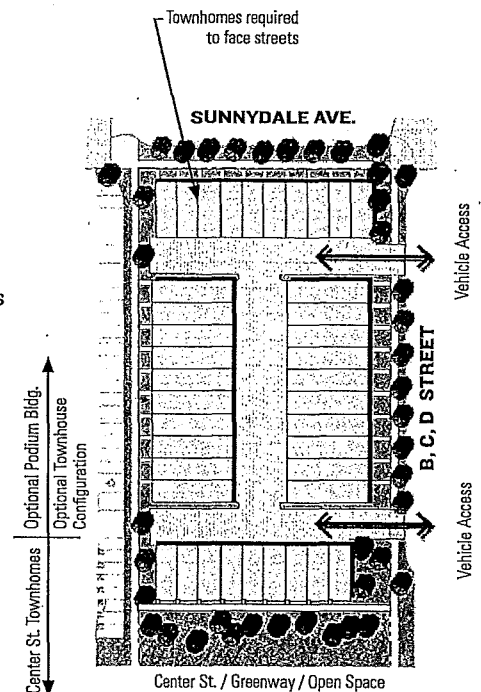 Townhomes required
to face streets
SUNNYDALE AVE.
Vehicle Access
s
B, C, D STREET
Optional Podium Bldg.
Optional Townhouse
Configuration
Vehicle Access
Center St. Townhomes
Center St. / Greenway / Open Space